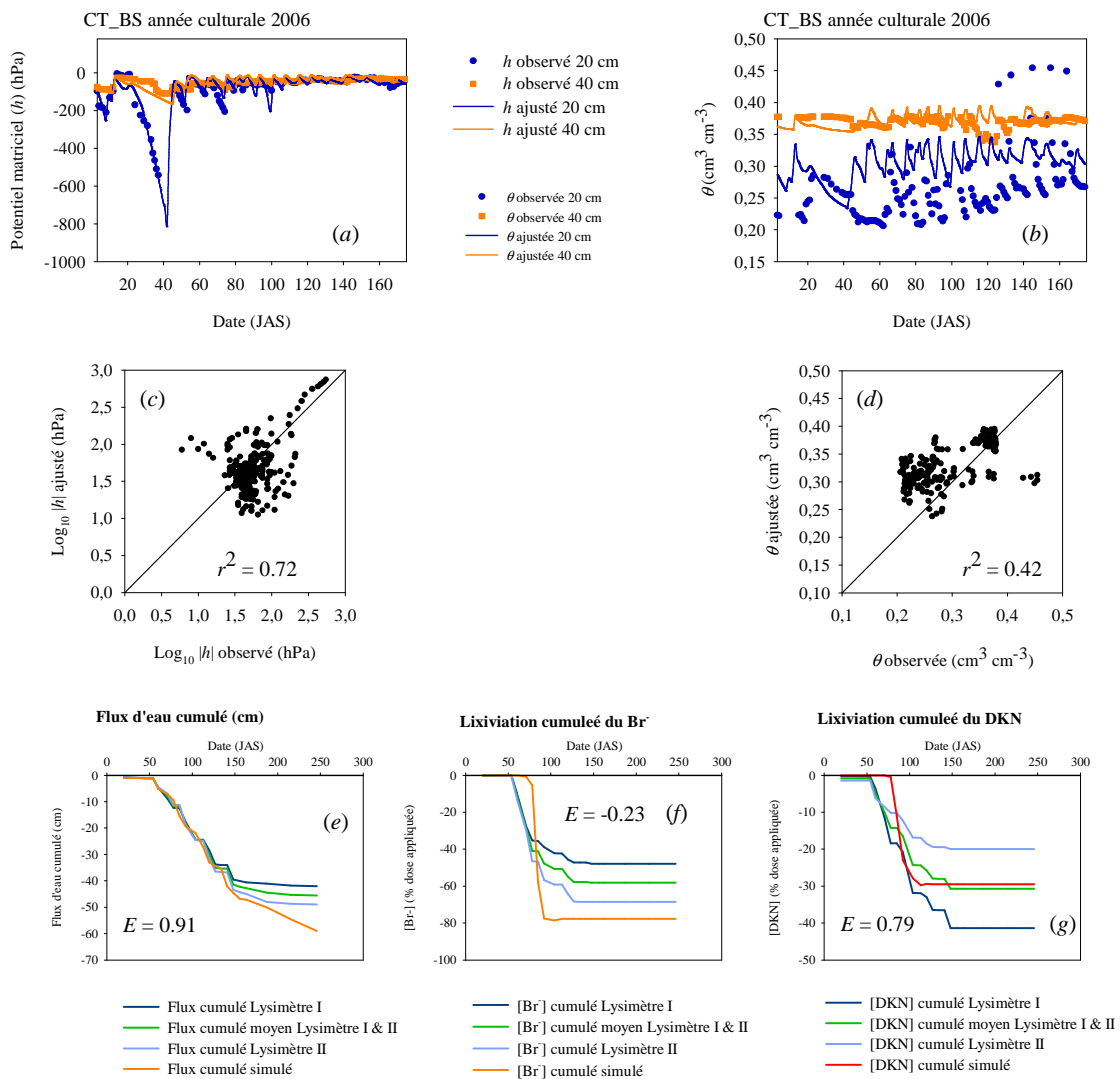 CT_BS année culturale 2006
CT_BS année culturale 2006
Potentiel matriciel (h) (hPa)
0
-200
-400
-600
-800
-1000
20 40 60 80 100 120 140 160
Date (JAS)
(a)
h observé 20 cm
h observé 40 cm
h ajusté 20 cm
h ajusté 40 cm
θ observée 20 cm
θ observée 40 cm
θ ajustée 20 cm
θ ajustée 40 cm
θ (cm³ cm⁻³)
0,50
0,45
0,40
0,35
0,30
0,25
0,20
0,15
20 40 60 80 100 120 140 160
Date (JAS)
(b)
Log₁₀ |h| ajusté (hPa)
3,0
2,5
2,0
1,5
1,0
0,5
0,0
(c)
r² = 0.72
0,0 0,5 1,0 1,5 2,0 2,5 3,0
Log₁₀ |h| observé (hPa)
θ ajustée (cm³ cm⁻³)
0,50
0,45
0,40
0,35
0,30
0,25
0,20
0,15
0,10
(d)
r² = 0.42
0,1 0,2 0,3 0,4 0,5
θ observée (cm³ cm⁻³)
Flux d'eau cumulé (cm)
Date (JAS)
0 50 100 150 200 250 300
Flux d'eau cumulé (cm)
0
-10
-20
-30
-40
-50
-60
-70
(e)
E = 0.91
Flux cumulé Lysimètre I
Flux cumulé moyen Lysimètre I & II
Flux cumulé Lysimètre II
Flux cumulé simulé
Lixiviation cumuleé du Br⁻
Date (JAS)
0 50 100 150 200 250 300
[Br-] (% dose appliquée)
0
-20
-40
-60
-80
-100
E = -0.23
(f)
[Br⁻] cumulé Lysimètre I
[Br⁻] cumulé moyen Lysimètre I & II
[Br⁻] cumulé Lysimètre II
[Br⁻] cumulé simulé
Lixiviation cumuleé du DKN
Date (JAS)
0 50 100 150 200 250 300
[DKN] (% dose appliquée)
0
-10
-20
-30
-40
-50
E = 0.79
(g)
[DKN] cumulé Lysimètre I
[DKN] cumulé moyen Lysimètre I & II
[DKN] cumulé Lysimètre II
[DKN] cumulé simulé